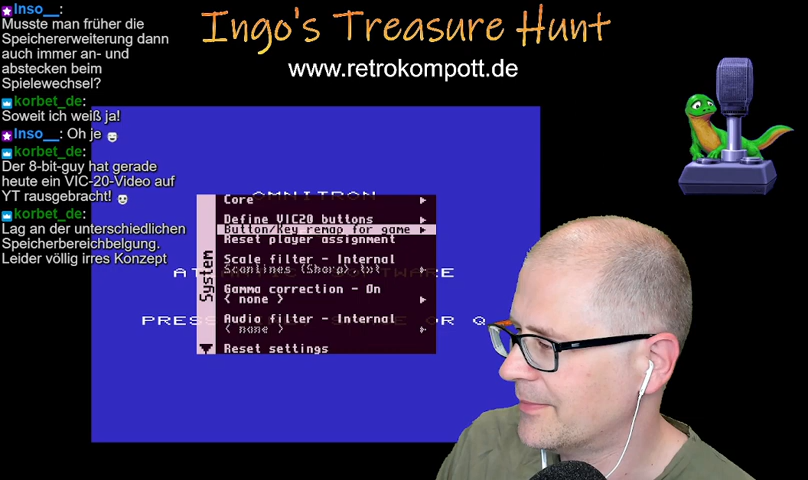 Inso__:
Musste man früher die
Speichererweiterung dann
auch immer an- und
abstecken beim
Spielewechsel?
korbet_de:
Soweit ich weiß ja!
Inso__: Oh je
korbet_de:
Der 8-bit-guy hat gerade
heute ein VIC-20-Video auf
YT rausgebracht!
korbet_de:
Lag an der unterschiedlichen
Speicherbereichbelgung.
Leider völlig irres Konzept
Ingo's Treasure Hunt
www.retrokompott.de
OMNITRON
System
Core
Define VIC20 buttons
Button/Key remap for game
Reset player assignment
Scale filter - Internal
Scanlines (Sharp).txt
Gamma correction - On
< none >
Audio filter - Internal
< none >
Reset settings
WARE
PRESS
OR Q